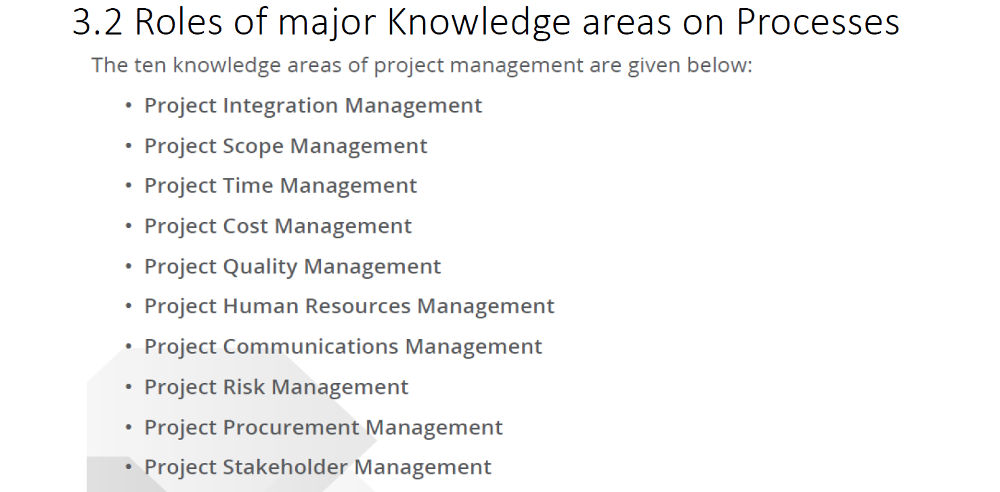 3.2 Roles of major Knowledge areas on Processes
The ten knowledge areas of project management are given below:
• Project Integration Management
• Project Scope Management
• Project Time Management
• Project Cost Management
• Project Quality Management
• Project Human Resources Management
• Project Communications Management
• Project Risk Management
• Project Procurement Management
• Project Stakeholder Management